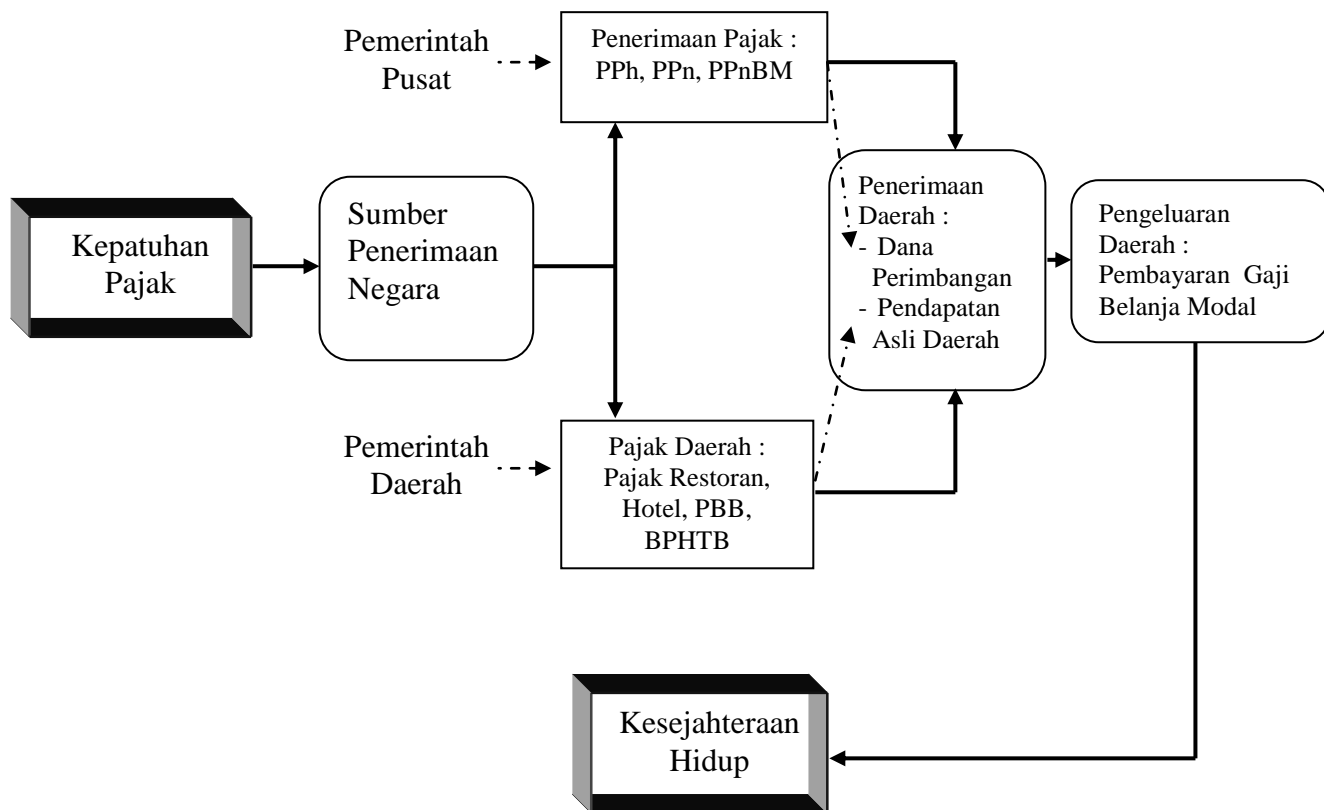 Pemerintah
Pusat
Penerimaan Pajak :
PPh, PPn, PPnBM
Kepatuhan
Pajak
Sumber
Penerimaan
Negara
Penerimaan
Daerah :
- Dana
Perimbangan
- Pendapatan
Asli Daerah
Pengeluaran
Daerah :
Pembayaran Gaji
Belanja Modal
Pemerintah
Daerah
Pajak Daerah :
Pajak Restoran,
Hotel, PBB,
BPHTB
Kesejahteraan
Hidup